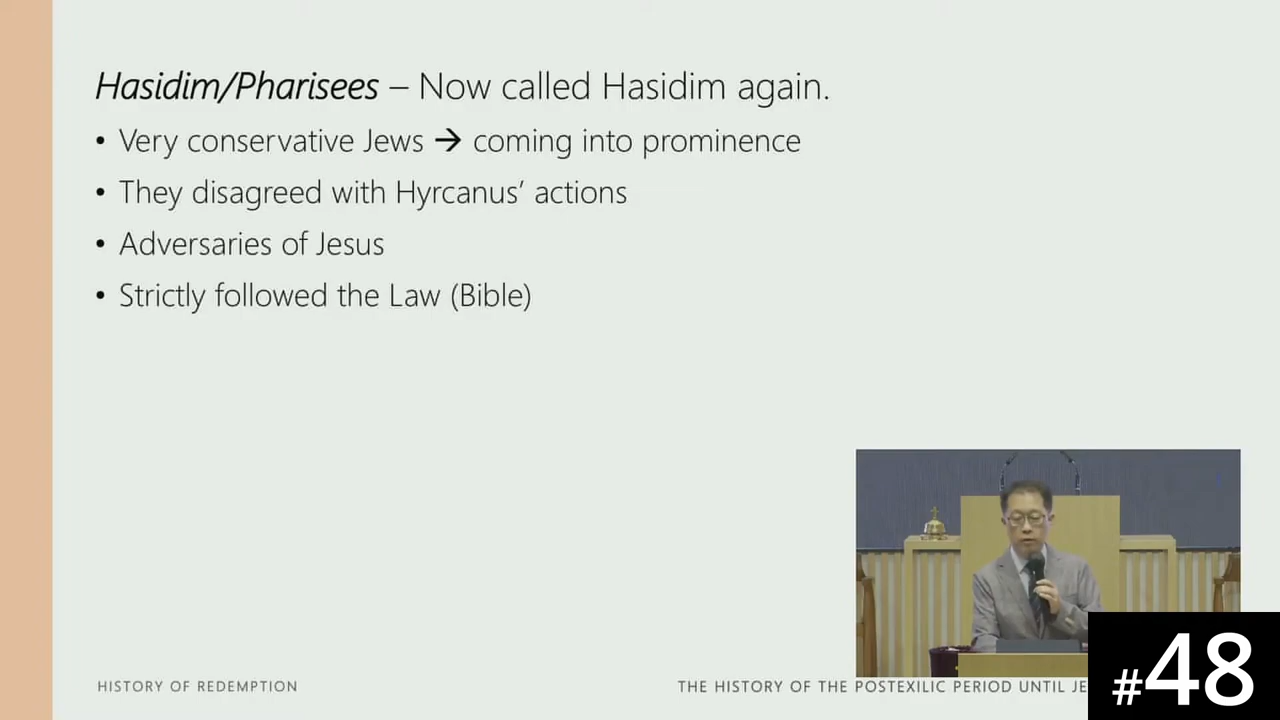 Hasidim/Pharisees – Now called Hasidim again.
• Very conservative Jews → coming into prominence
• They disagreed with Hyrcanus’ actions
• Adversaries of Jesus
• Strictly followed the Law (Bible)
HISTORY OF REDEMPTION
THE HISTORY OF THE POSTEXILIC PERIOD UNTIL JE
#48